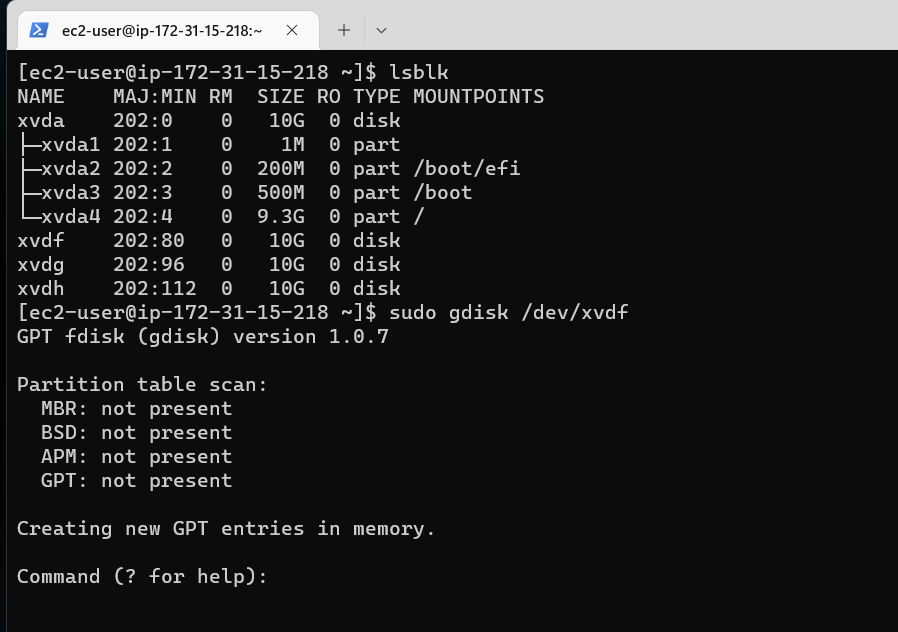 ec2-user@ip-172-31-15-218:~
[ec2-user@ip-172-31-15-218 ~]$ lsblk
NAME    MAJ:MIN RM  SIZE RO TYPE MOUNTPOINTS
xvda    202:0    0   10G  0 disk
├─xvda1 202:1    0    1M  0 part
├─xvda2 202:2    0  200M  0 part /boot/efi
├─xvda3 202:3    0  500M  0 part /boot
└─xvda4 202:4    0  9.3G  0 part /
xvdf    202:80   0   10G  0 disk
xvdg    202:96   0   10G  0 disk
xvdh    202:112  0   10G  0 disk
[ec2-user@ip-172-31-15-218 ~]$ sudo gdisk /dev/xvdf
GPT fdisk (gdisk) version 1.0.7
Partition table scan:
  MBR: not present
  BSD: not present
  APM: not present
  GPT: not present
Creating new GPT entries in memory.
Command (? for help):